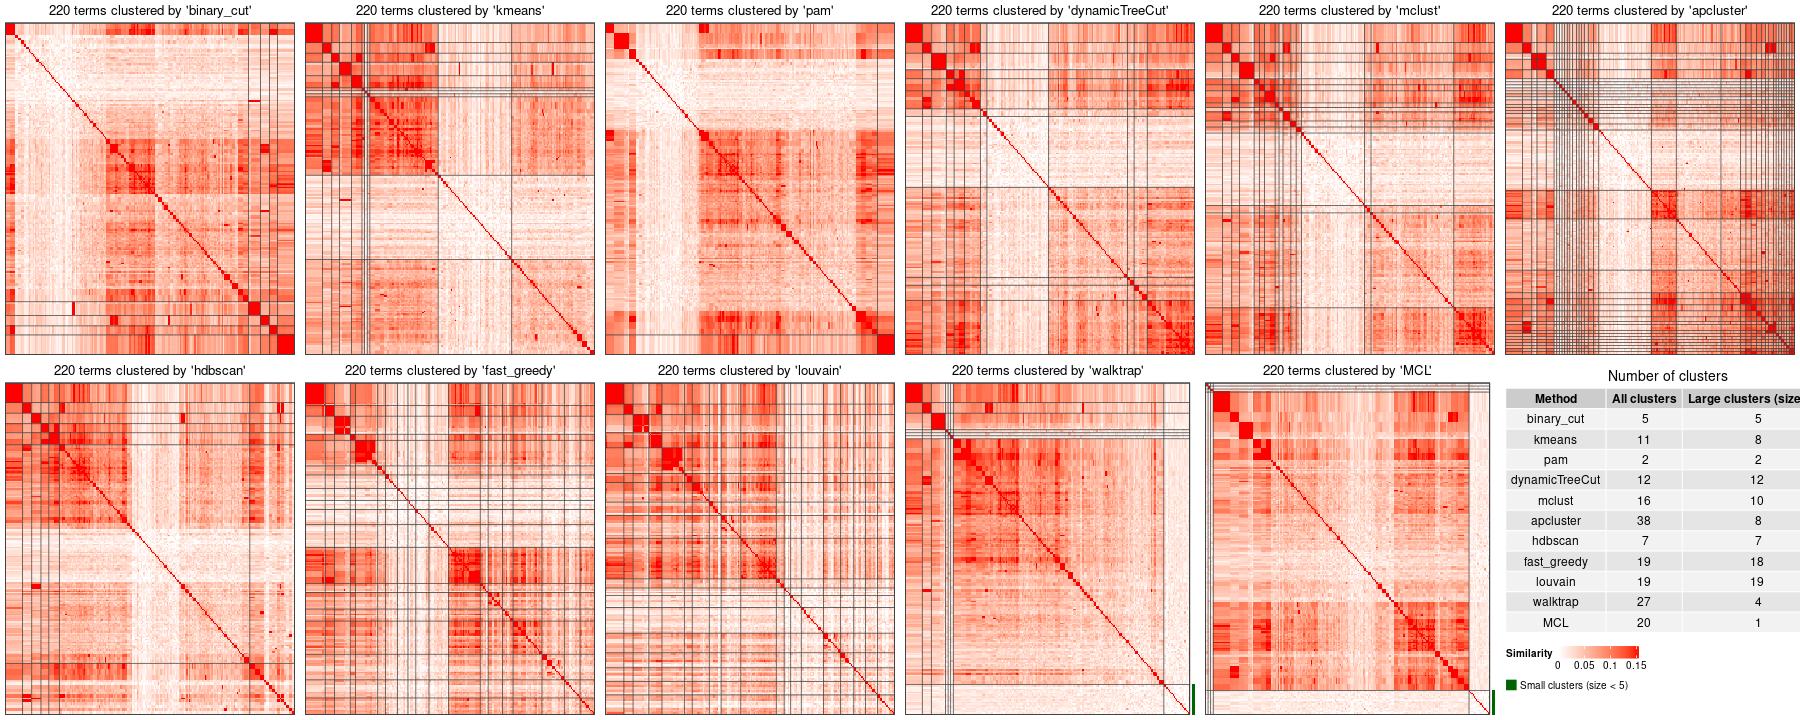 220 terms clustered by 'binary_cut'
220 terms clustered by 'kmeans'
220 terms clustered by 'pam'
220 terms clustered by 'dynamicTreeCut'
220 terms clustered by 'mclust'
220 terms clustered by 'apcluster'
220 terms clustered by 'hdbscan'
220 terms clustered by 'fast_greedy'
220 terms clustered by 'louvain'
220 terms clustered by 'walktrap'
220 terms clustered by 'MCL'
Number of clusters
Method All clusters Large clusters (size
binary_cut 5 5
kmeans 11 8
pam 2 2
dynamicTreeCut 12 12
mclust 16 10
apcluster 38 8
hdbscan 7 7
fast_greedy 19 18
louvain 19 19
walktrap 27 4
MCL 20 1
Similarity
0 0.05 0.1 0.15
Small clusters (size < 5)